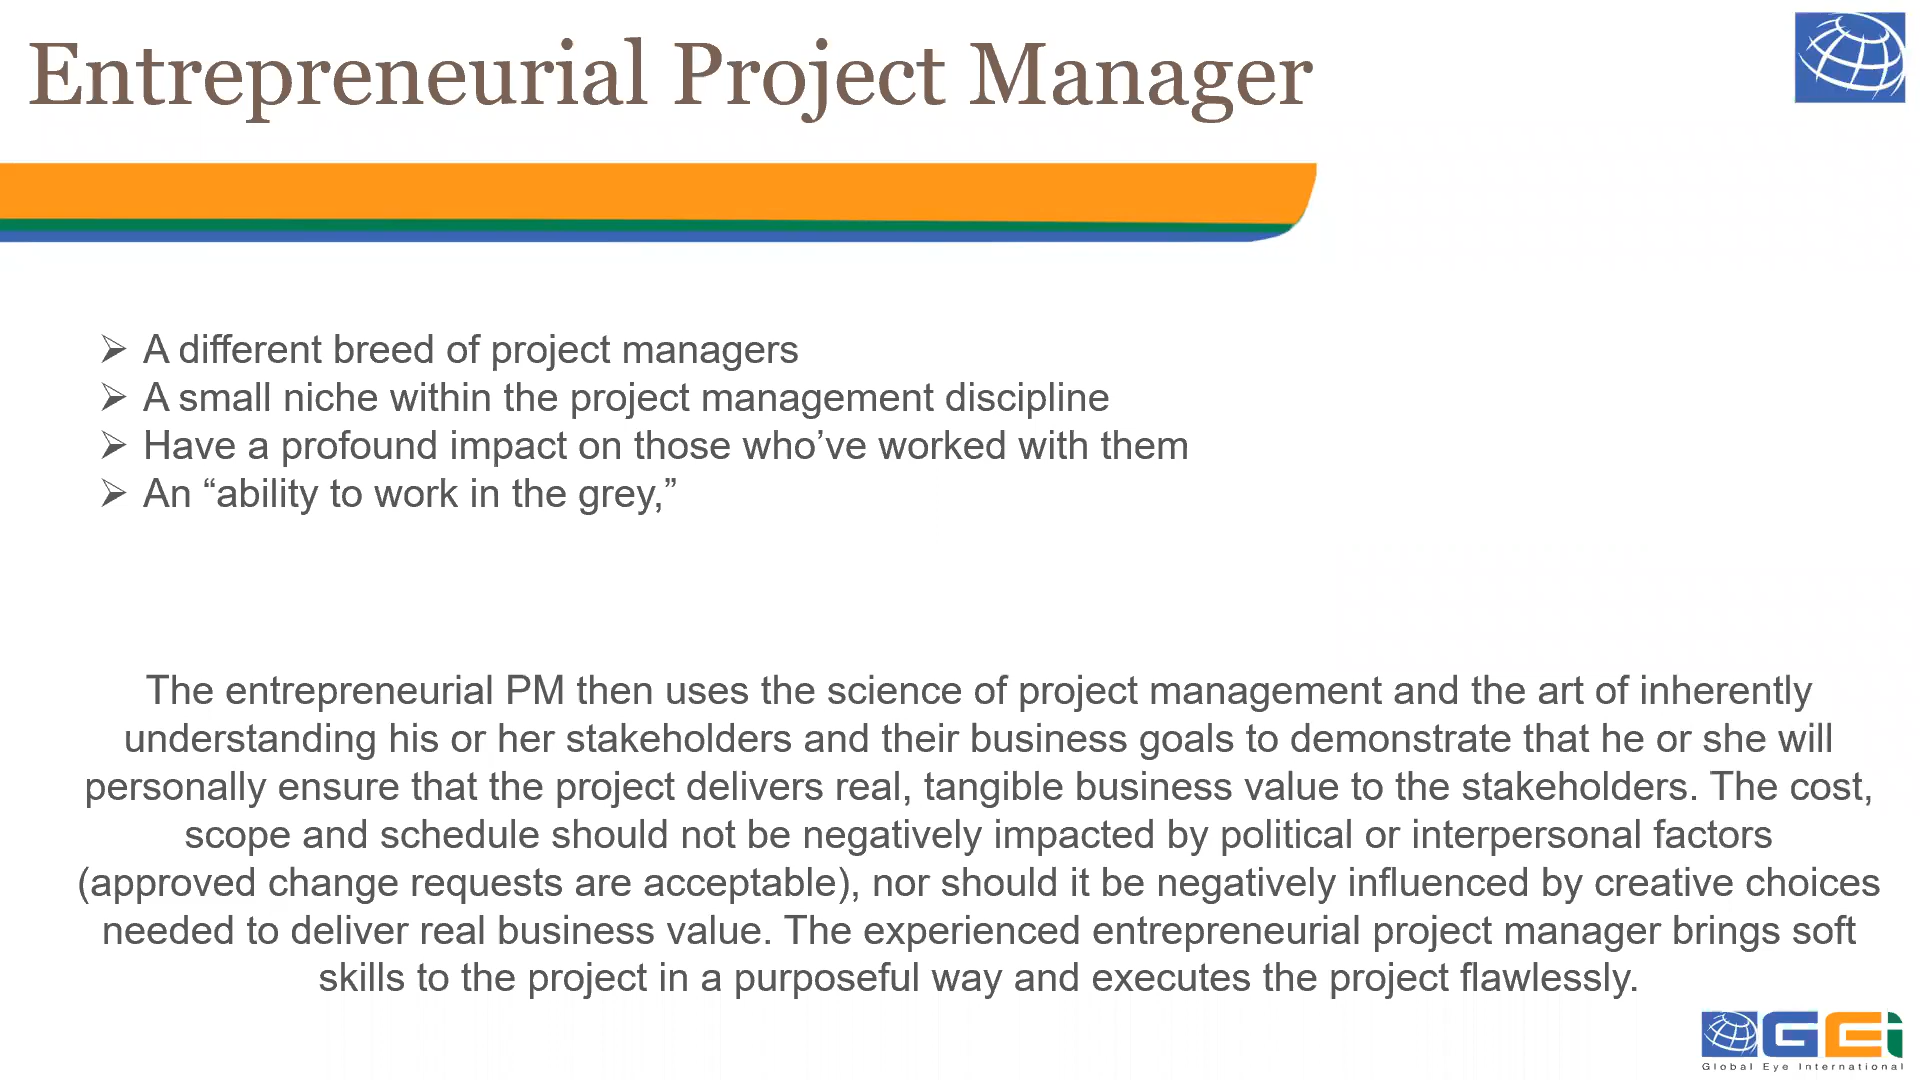 Entrepreneurial Project Manager
➢ A different breed of project managers
➢ A small niche within the project management discipline
➢ Have a profound impact on those who’ve worked with them
➢ An “ability to work in the grey,”
The entrepreneurial PM then uses the science of project management and the art of inherently
understanding his or her stakeholders and their business goals to demonstrate that he or she will
personally ensure that the project delivers real, tangible business value to the stakeholders. The cost,
scope and schedule should not be negatively impacted by political or interpersonal factors
(approved change requests are acceptable), nor should it be negatively influenced by creative choices
needed to deliver real business value. The experienced entrepreneurial project manager brings soft
skills to the project in a purposeful way and executes the project flawlessly.
GEi
Global Eye International